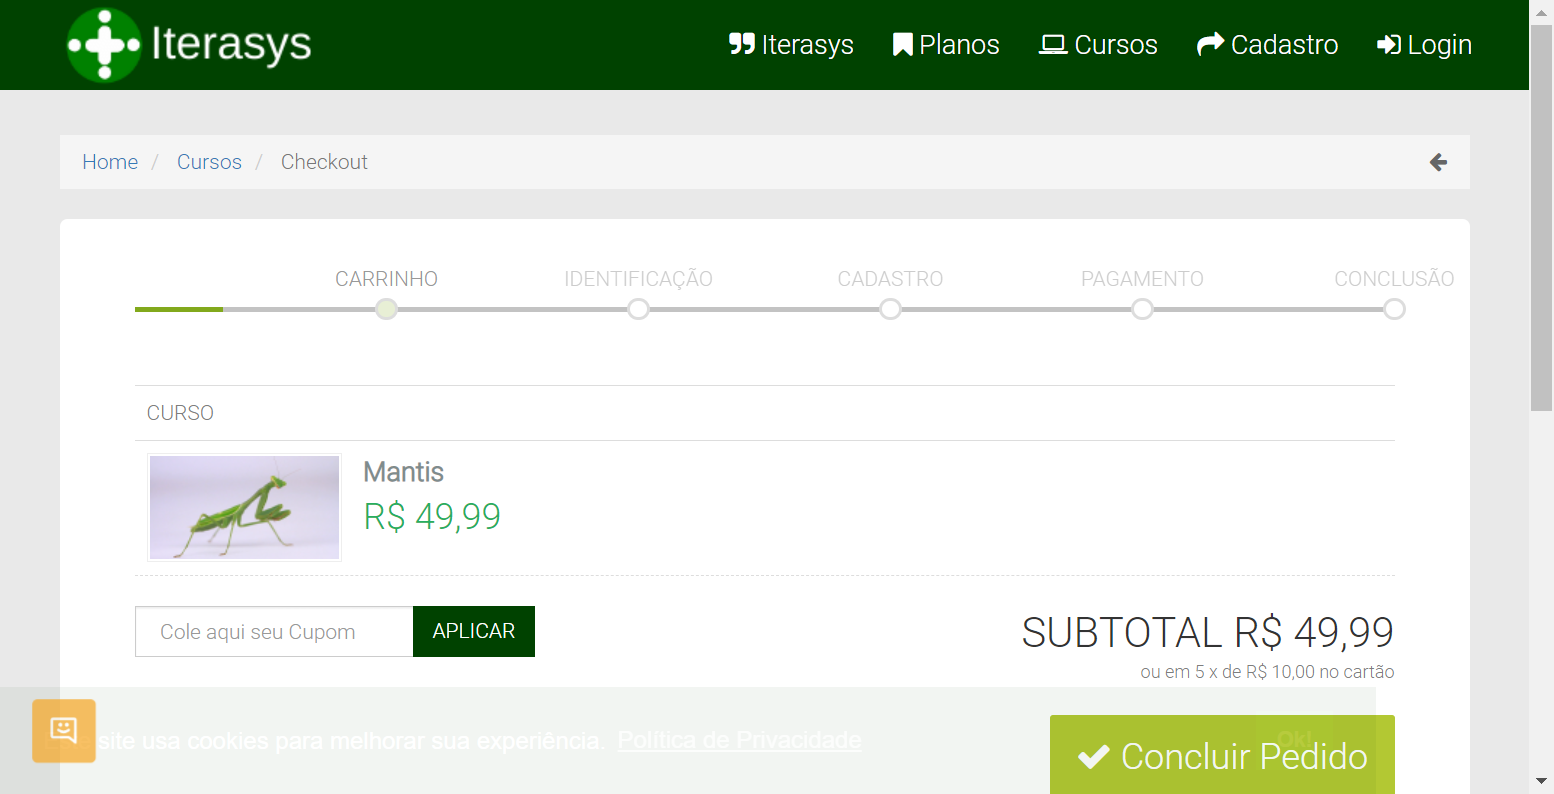 Iterasys
Iterasys Planos Cursos Cadastro Login
Home / Cursos / Checkout
CARRINHO IDENTIFICAÇÃO CADASTRO PAGAMENTO CONCLUSÃO
CURSO
Mantis
R$ 49,99
Cole aqui seu Cupom APLICAR
SUBTOTAL R$ 49,99
ou em 5 x de R$ 10,00 no cartão
site usa cookies para melhorar sua experiência. Política de Privacidade
Ok!
Concluir Pedido